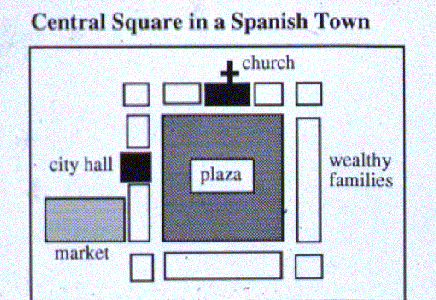 Central Square in a Spanish Town
church
city hall
plaza
wealthy
families
market